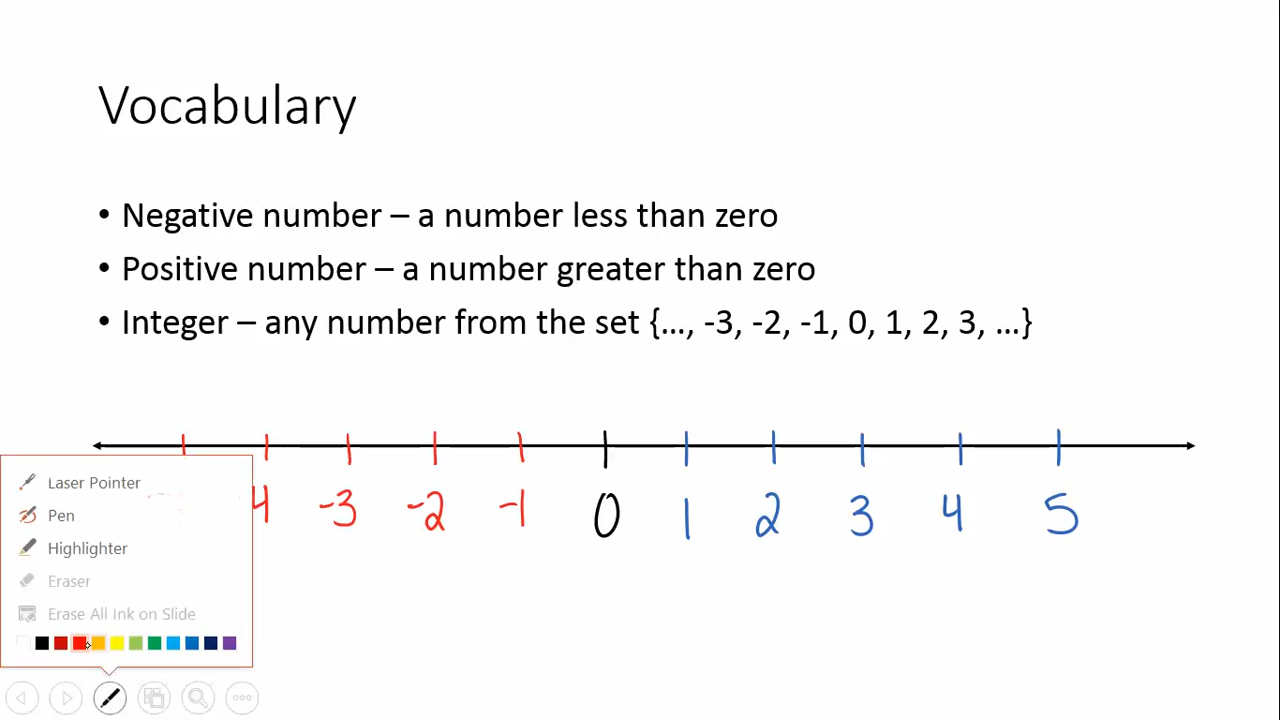 Vocabulary
• Negative number – a number less than zero
• Positive number – a number greater than zero
• Integer – any number from the set {…, -3, -2, -1, 0, 1, 2, 3, …}
4 -3 -2 -1 0 1 2 3 4 5
Laser Pointer
Pen
Highlighter
Eraser
Erase All Ink on Slide